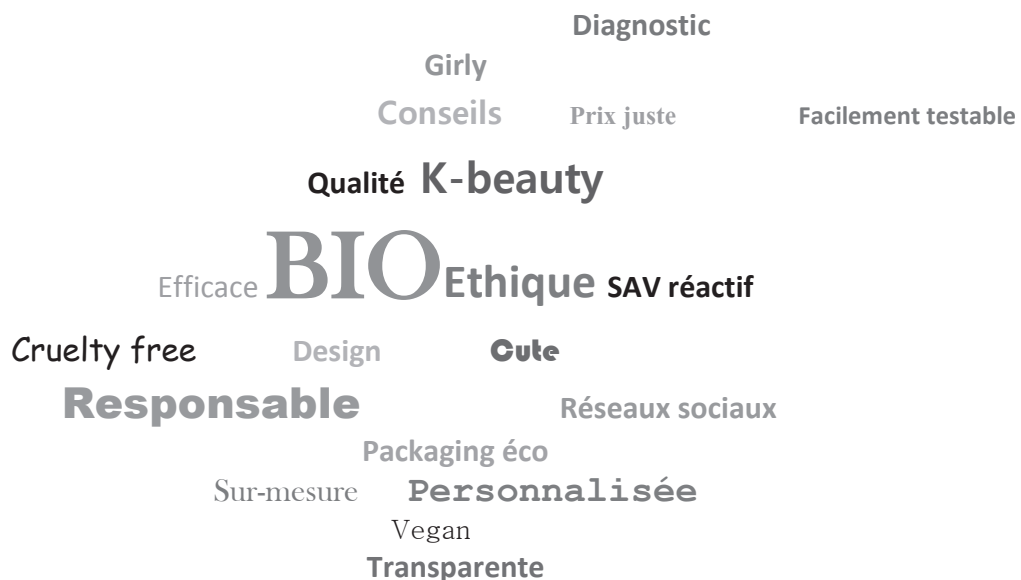 Diagnostic
Girly
Conseils Prix juste Facilement testable
Qualité K-beauty
Efficace BIO Ethique SAV réactif
Cruelty free Design Cute
Responsable Réseaux sociaux
Packaging éco
Sur-mesure Personnalisée
Vegan
Transparente